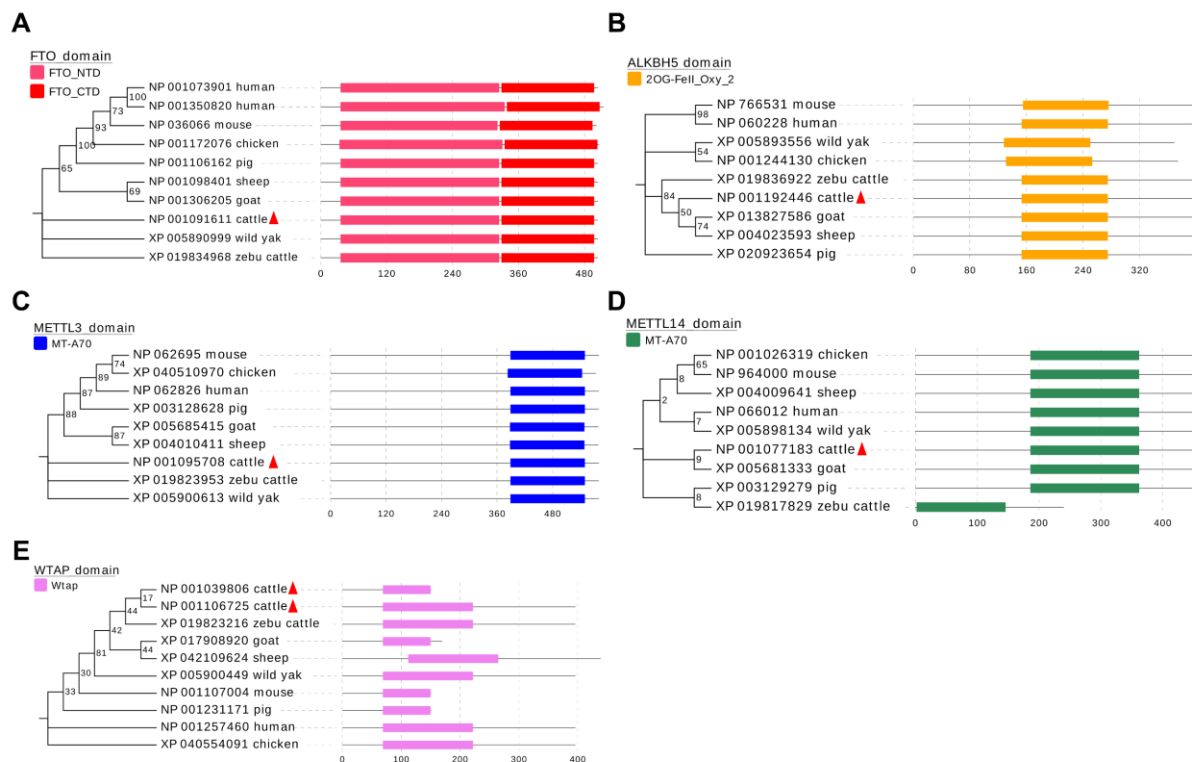 A
FTO_domain
FTO_NTD
FTO_CTD
NP 001073901 human
NP 001350820 human
NP 036066 mouse
NP 001172076 chicken
NP 001106162 pig
NP 001098401 sheep
NP 001306205 goat
NP 001091611 cattle
XP 005890999 wild yak
XP 019834968 zebu cattle
100
73
93
100
65
69
0 120 240 360 480
B
ALKBH5 domain
2OG-FeII_Oxy_2
NP 766531 mouse
NP 060228 human
XP 005893556 wild yak
NP 001244130 chicken
XP 019836922 zebu cattle
NP 001192446 cattle
XP 013827586 goat
XP 004023593 sheep
XP 020923654 pig
98
54
84
50
74
0 80 160 240 320
C
METTL3_domain
MT-A70
NP 062695 mouse
XP 040510970 chicken
NP 062826 human
XP 003128628 pig
XP 005685415 goat
XP 004010411 sheep
NP 001095708 cattle
XP 019823953 zebu cattle
XP 005900613 wild yak
74
89
87
88
87
0 120 240 360 480
D
METTL14_domain
MT-A70
NP 001026319 chicken
NP 964000 mouse
XP 004009641 sheep
NP 066012 human
XP 005898134 wild yak
NP 001077183 cattle
XP 005681333 goat
XP 003129279 pig
XP 019817829 zebu cattle
65
8
2
7
9
8
0 100 200 300 400
E
WTAP_domain
Wtap
NP 001039806 cattle
NP 001106725 cattle
XP 019823216 zebu cattle
XP 017908920 goat
XP 042109624 sheep
XP 005900449 wild yak
NP 001107004 mouse
NP 001231171 pig
NP 001257460 human
XP 040554091 chicken
17
44
42
44
81
30
33
0 100 200 300 400